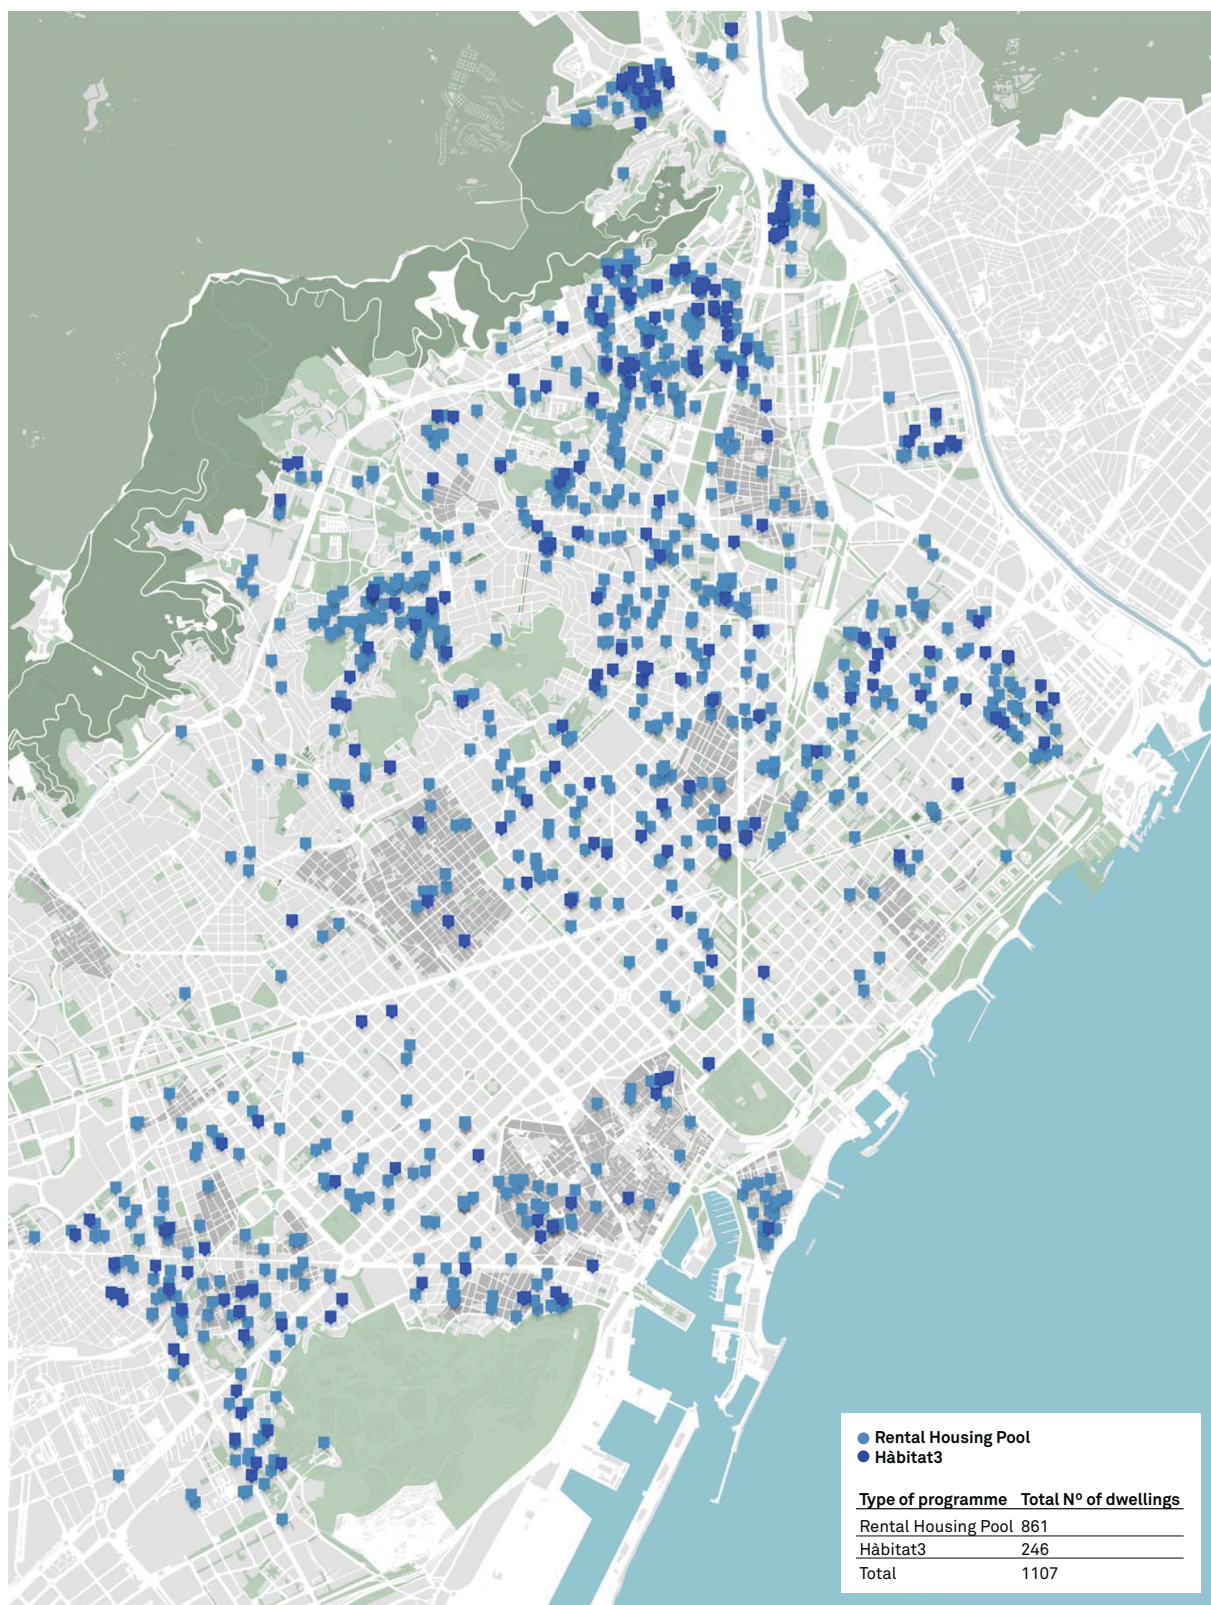 Rental Housing Pool
Hàbitat3
Type of programme Total Nº of dwellings
Rental Housing Pool 861
Hàbitat3 246
Total 1107